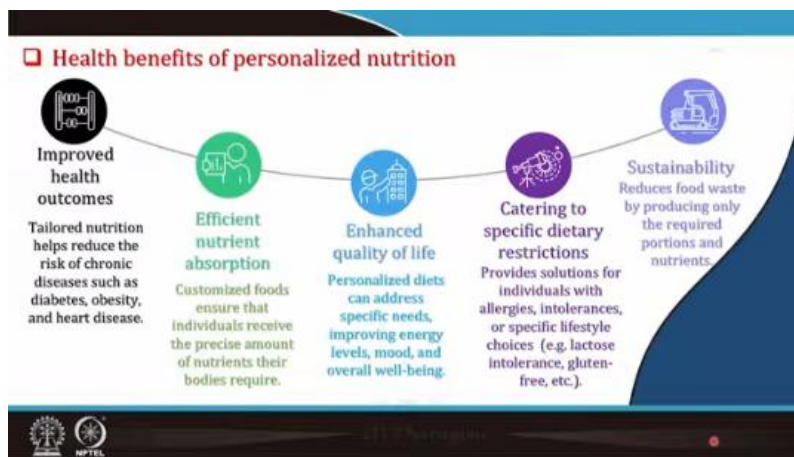 Health benefits of personalized nutrition
Improved
health
outcomes
Tailored nutrition
helps reduce the
risk of chronic
diseases such as
diabetes, obesity,
and heart disease.
Efficient
nutrient
absorption
Customized foods
ensure that
individuals receive
the precise amount
of nutrients their
bodies require.
Enhanced
quality of life
Personalized diets
can address
specific needs,
improving energy
levels, mood, and
overall well-being.
Catering to
specific dietary
restrictions
Provides solutions for
individuals with
allergies, intolerances,
or specific lifestyle
choices (e.g. lactose
intolerance, gluten-
free, etc.).
Sustainability
Reduces food waste
by producing only
the required
portions and
nutrients.
NPTEL